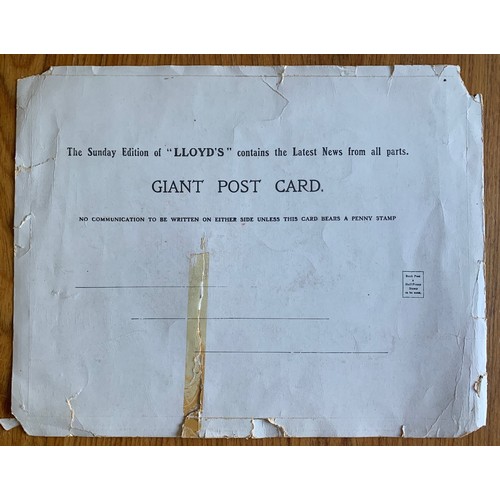 The Sunday Edition of "LLOYD'S" contains the Latest News from all parts.
GIANT POST CARD.
NO COMMUNICATION TO BE WRITTEN ON EITHER SIDE UNLESS THIS CARD BEARS A PENNY STAMP